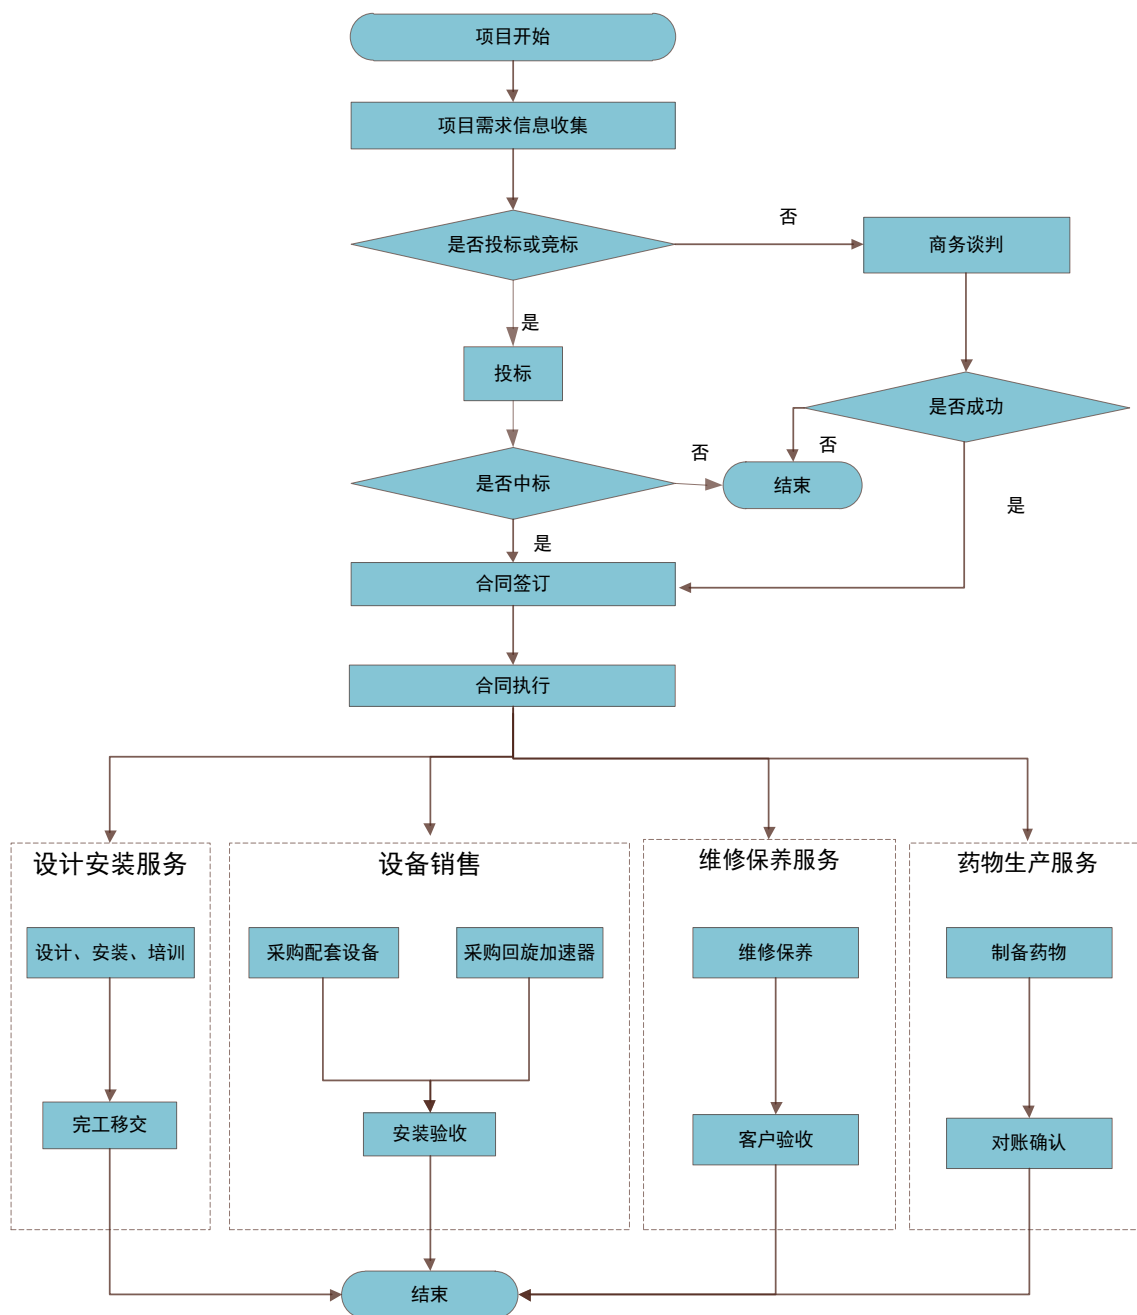 项目开始
项目需求信息收集
否
是否投标或竞标
商务谈判
是
投标
是否成功
否
否
是否中标
结束
是
是
合同签订
合同执行
设计安装服务
设备销售
维修保养服务
药物生产服务
设计、安装、培训
采购配套设备
采购回旋加速器
维修保养
制备药物
完工移交
安装验收
客户验收
对账确认
结束